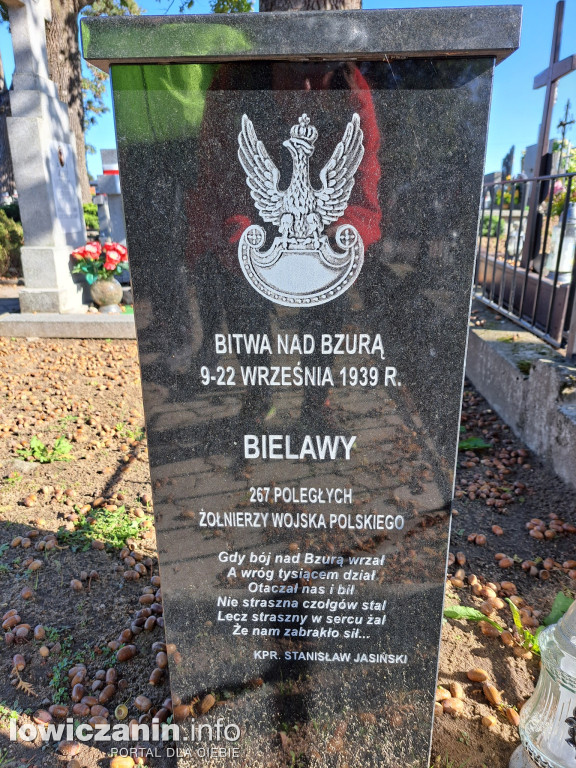 BITWA NAD BZURĄ
9-22 WRZEŚNIA 1939 R.
BIELAWY
267 POLEGŁYCH
ŻOŁNIERZY WOJSKA POLSKIEGO
Gdy bój nad Bzurą wrzał
A wróg tysiącem dział
Otaczał nas i bił
Nie straszna czołgów stal
Lecz straszny w sercu żal
Że nam zabrakło sił...
KPR. STANISŁAW JASIŃSKI
łowiczanin.info
PORTAL DLA CIEBIE